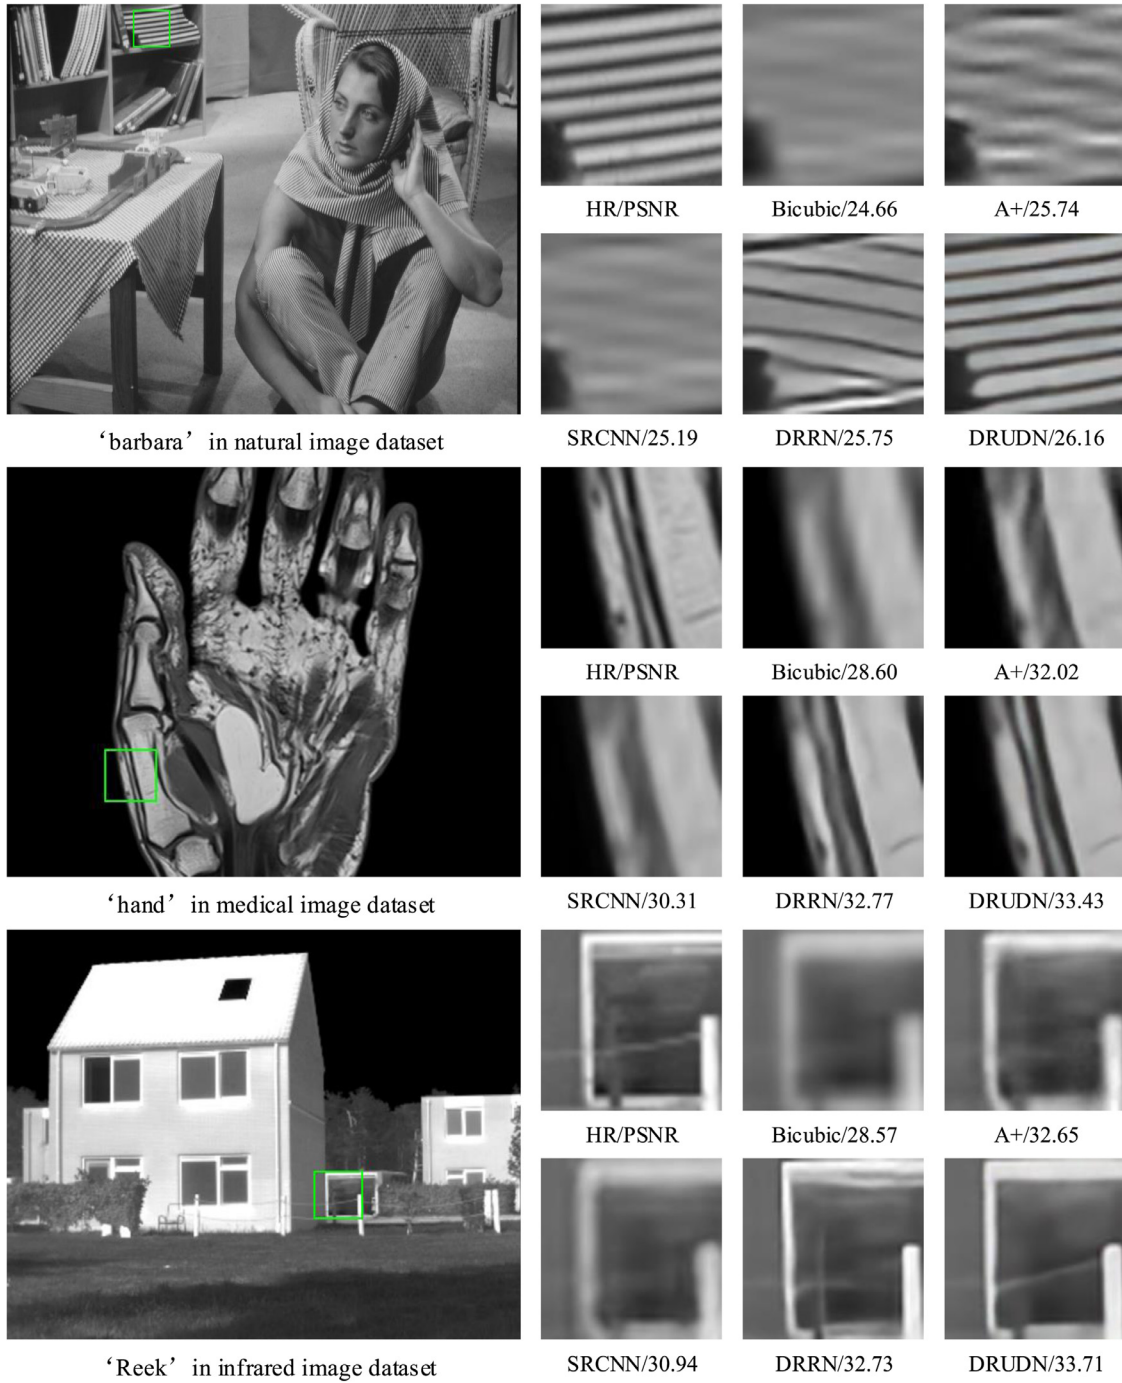 HR/PSNR
Bicubic/24.66
A+/25.74
SRCNN/25.19
DRRN/25.75
DRUDN/26.16
‘barbara’ in natural image dataset
HR/PSNR
Bicubic/28.60
A+/32.02
SRCNN/30.31
DRRN/32.77
DRUDN/33.43
‘hand’ in medical image dataset
HR/PSNR
Bicubic/28.57
A+/32.65
SRCNN/30.94
DRRN/32.73
DRUDN/33.71
‘Reek’ in infrared image dataset